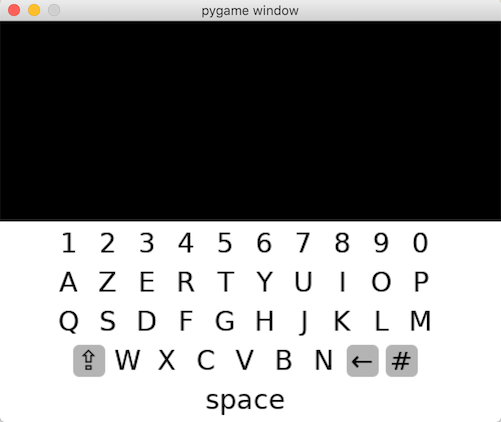 pygame window
1 2 3 4 5 6 7 8 9 0
A Z E R T Y U I O P
Q S D F G H J K L M
⇪ W X C V B N ← #
space